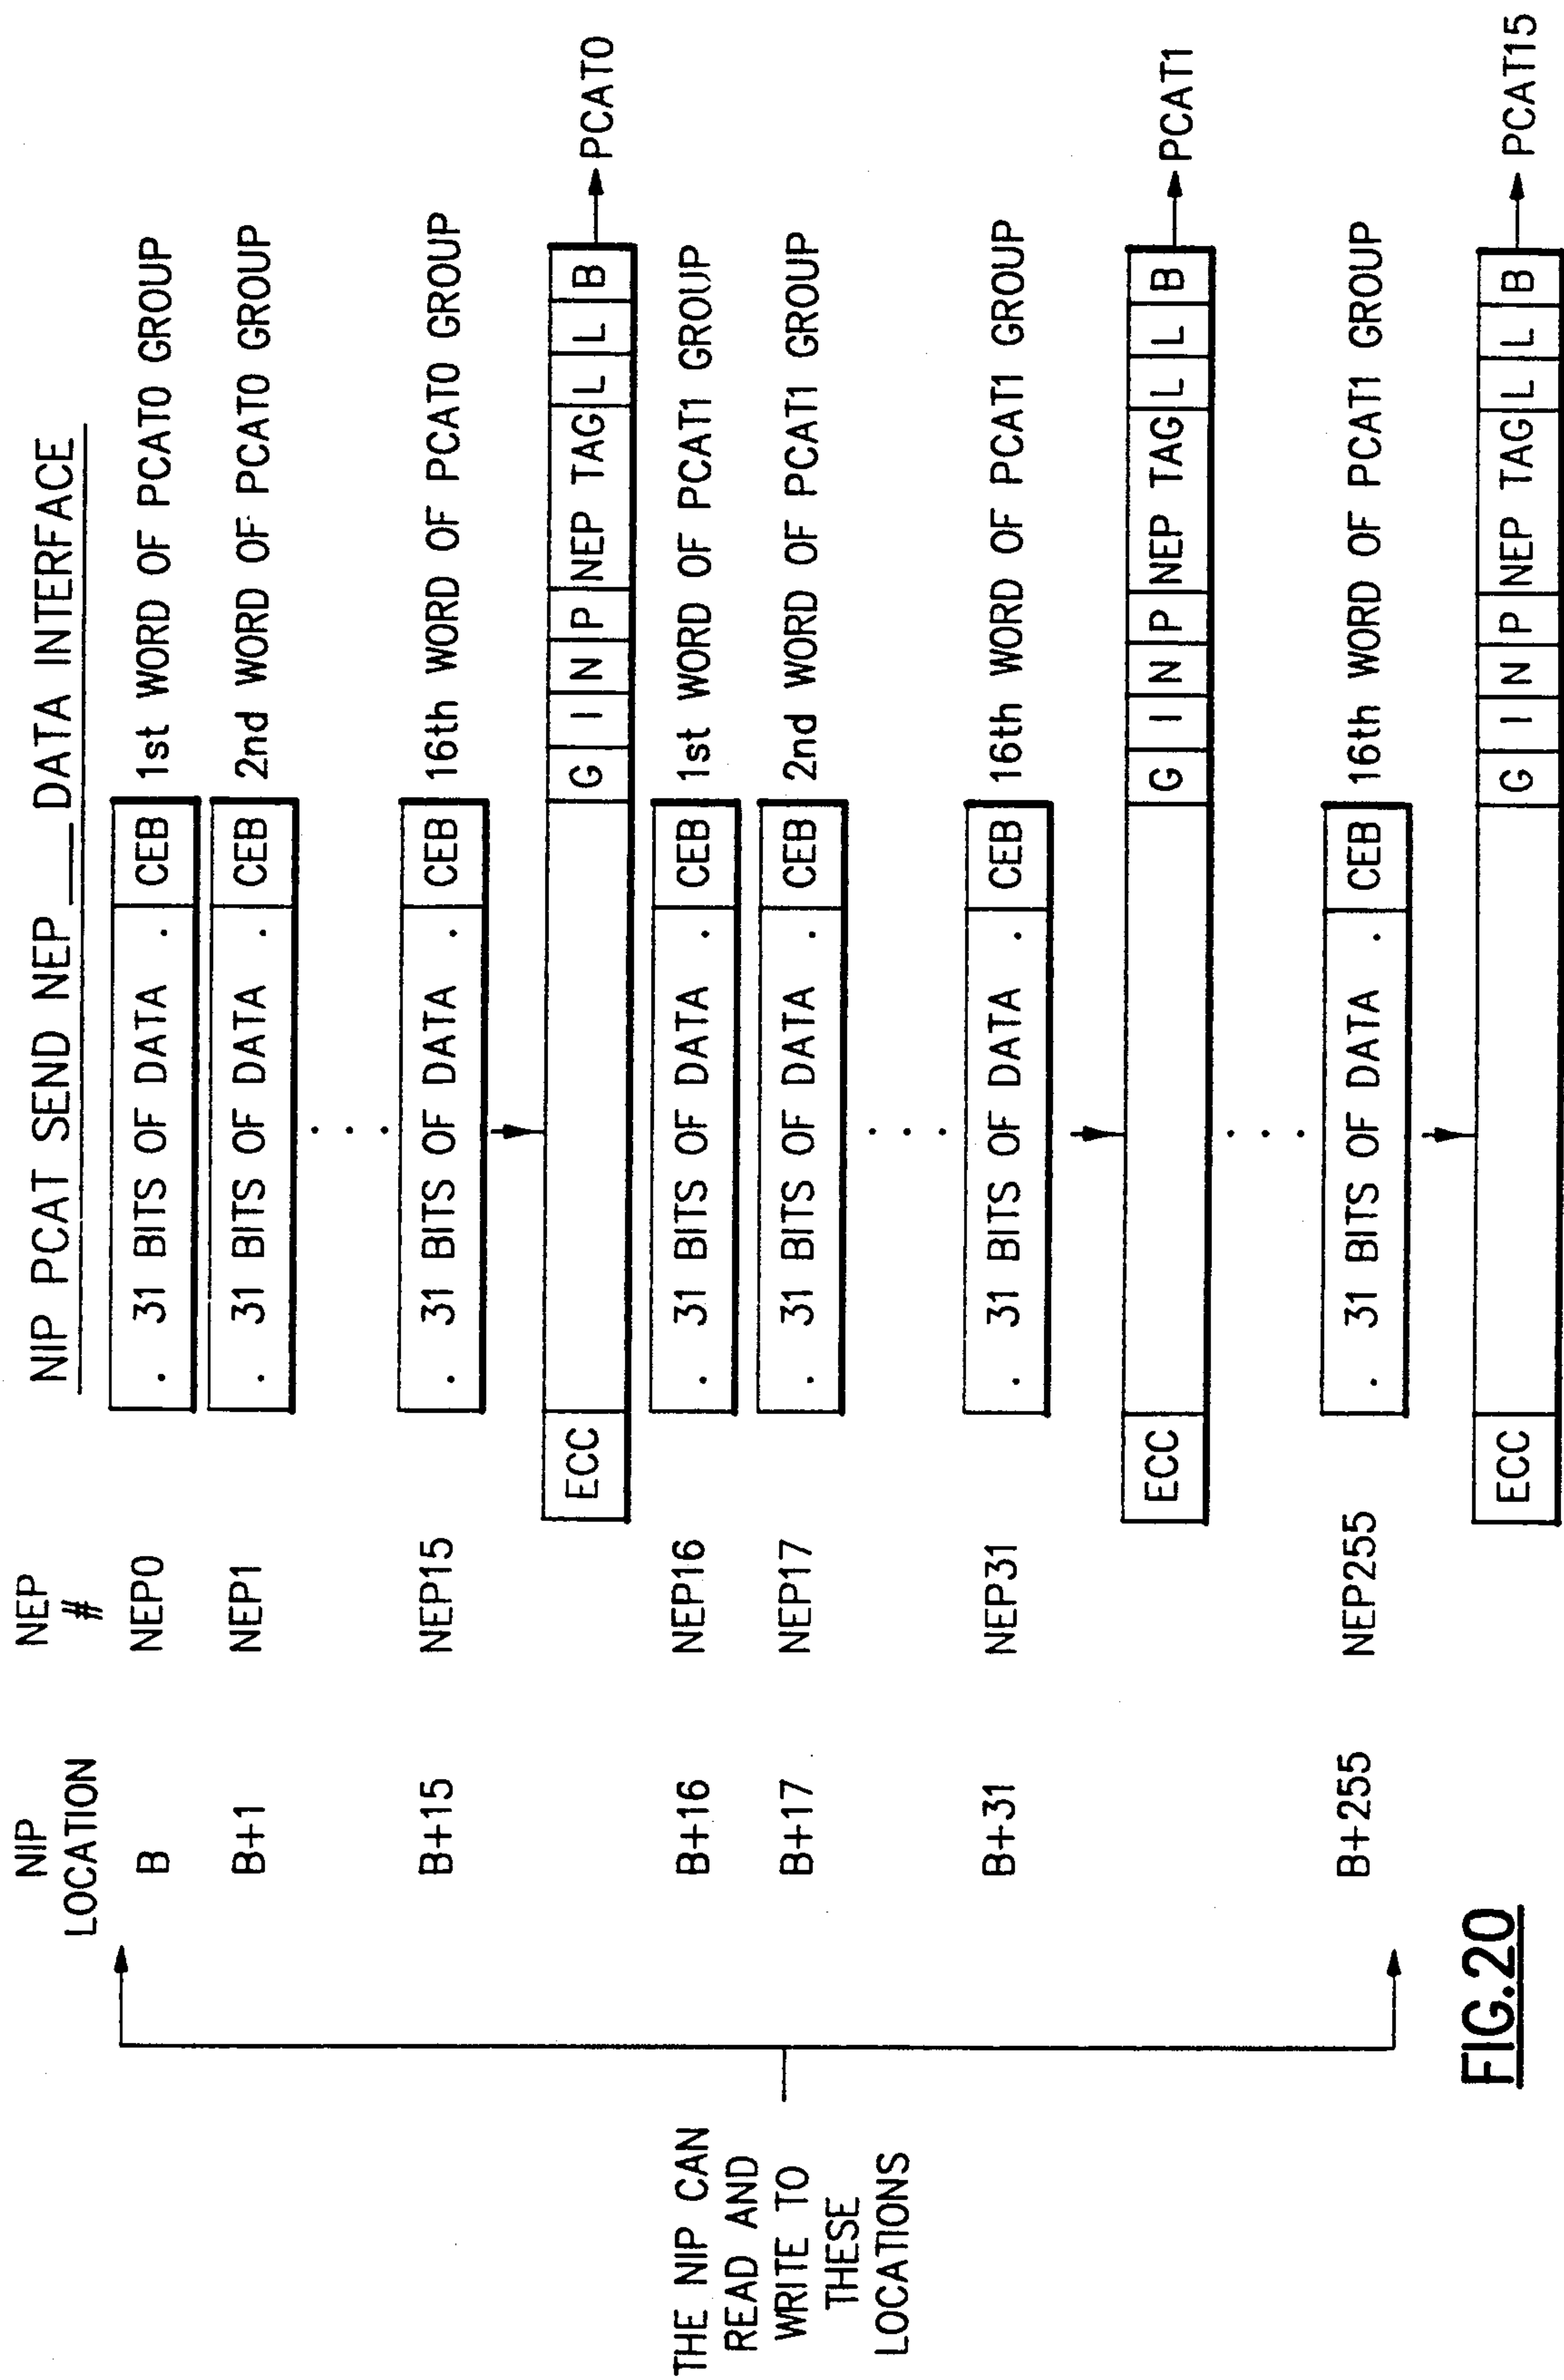 NIP PCAT SEND NEP__DATA INTERFACE
NIP
LOCATION
NEP
#
B NEP0 . 31 BITS OF DATA . CEB 1st WORD OF PCAT0 GROUP
B+1 NEP1 . 31 BITS OF DATA . CEB 2nd WORD OF PCAT0 GROUP
. . .
B+15 NEP15 . 31 BITS OF DATA . CEB 16th WORD OF PCAT0 GROUP
ECC G I N P NEP TAG L L B PCAT0
B+16 NEP16 . 31 BITS OF DATA . CEB 1st WORD OF PCAT1 GROUP
B+17 NEP17 . 31 BITS OF DATA . CEB 2nd WORD OF PCAT1 GROUP
. . .
B+31 NEP31 . 31 BITS OF DATA . CEB 16th WORD OF PCAT1 GROUP
ECC G I N P NEP TAG L L B PCAT1
. . .
B+255 NEP255 . 31 BITS OF DATA . CEB 16th WORD OF PCAT1 GROUP
ECC G I N P NEP TAG L L B PCAT15
THE NIP CAN
READ AND
WRITE TO
THESE
LOCATIONS
FIG.20